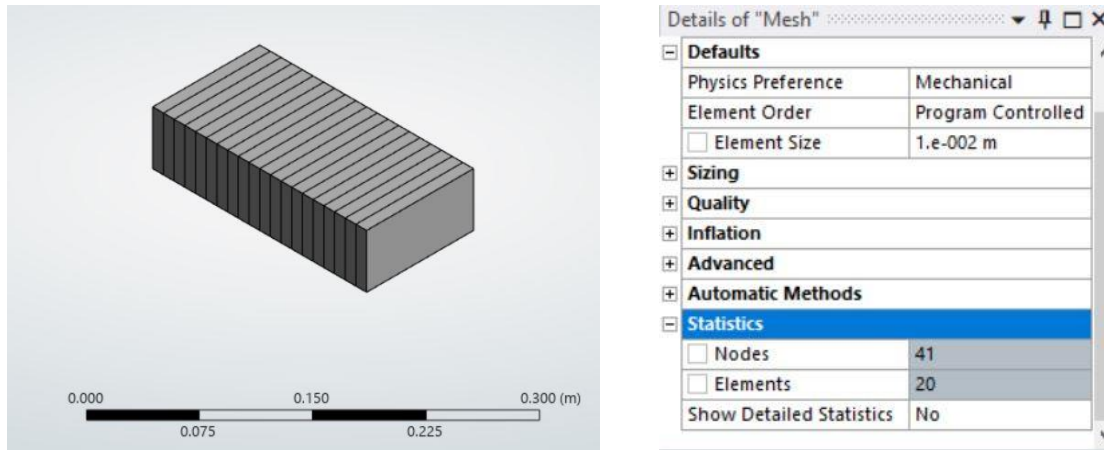 0.000 0.150 0.300 (m)
0.075 0.225
Details of "Mesh"
Defaults
Physics Preference Mechanical
Element Order Program Controlled
Element Size 1.e-002 m
Sizing
Quality
Inflation
Advanced
Automatic Methods
Statistics
Nodes 41
Elements 20
Show Detailed Statistics No